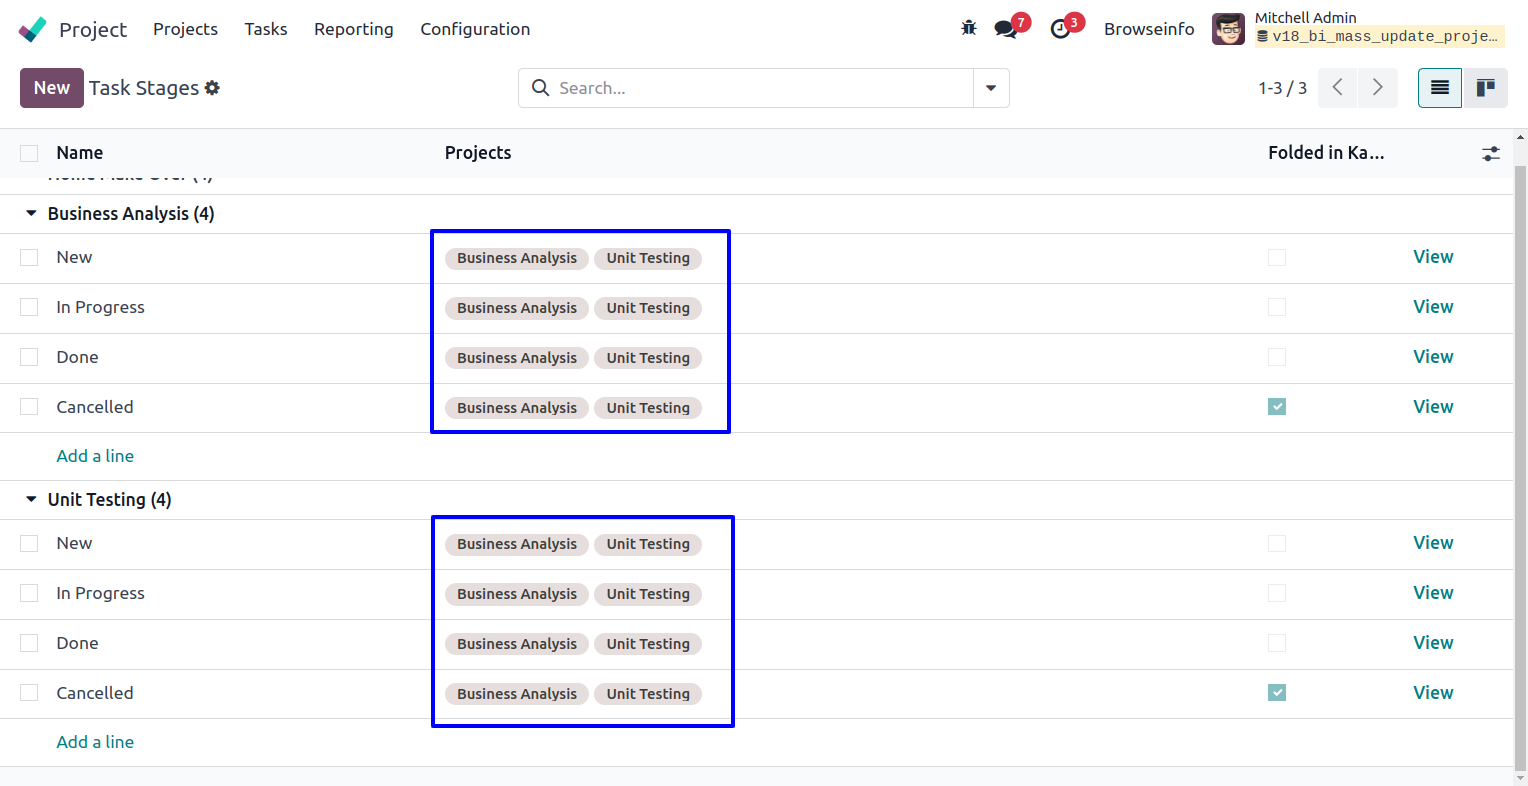 Project Projects Tasks Reporting Configuration 7 3 Browseinfo Mitchell Admin
v18_bi_mass_update_proje…
New Task Stages Search... 1-3 / 3
Name Projects Folded in Ka…
Business Analysis (4)
New Business Analysis Unit Testing View
In Progress Business Analysis Unit Testing View
Done Business Analysis Unit Testing View
Cancelled Business Analysis Unit Testing View
Add a line
Unit Testing (4)
New Business Analysis Unit Testing View
In Progress Business Analysis Unit Testing View
Done Business Analysis Unit Testing View
Cancelled Business Analysis Unit Testing View
Add a line